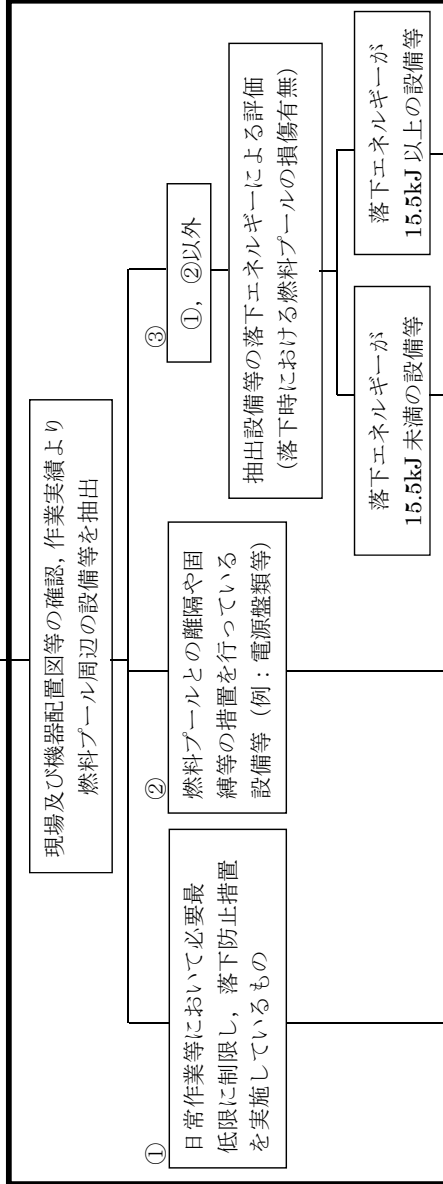 現場及び機器配置図等の確認，作業実績より
燃料プール周辺の設備等を抽出
①
日常作業等において必要最
低限に制限し，落下防止措置
を実施しているもの
②
燃料プールとの離隔や固
縛等の措置を行っている
設備等（例：電源盤類等）
③
①，②以外
抽出設備等の落下エネルギーによる評価
（落下時における燃料プールの損傷有無）
落下エネルギーが
15.5kJ 未満の設備等
落下エネルギーが
15.5kJ 以上の設備等